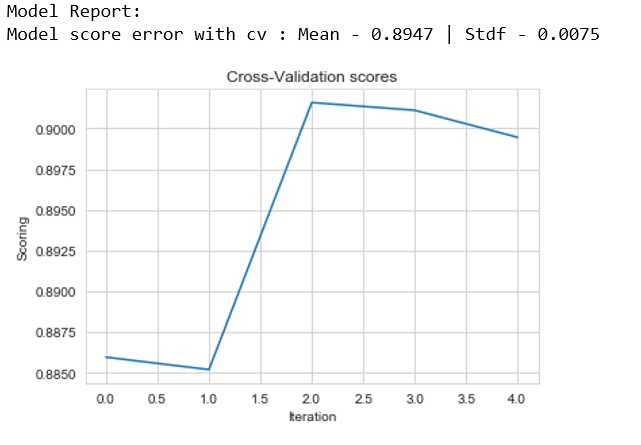 Model Report:
Model score error with cv : Mean - 0.8947 | Stdf - 0.0075
Cross-Validation scores
0.9000
0.8975
0.8950
0.8925
0.8900
0.8875
0.8850
Scoring
0.0 0.5 1.0 1.5 2.0 2.5 3.0 3.5 4.0
Iteration